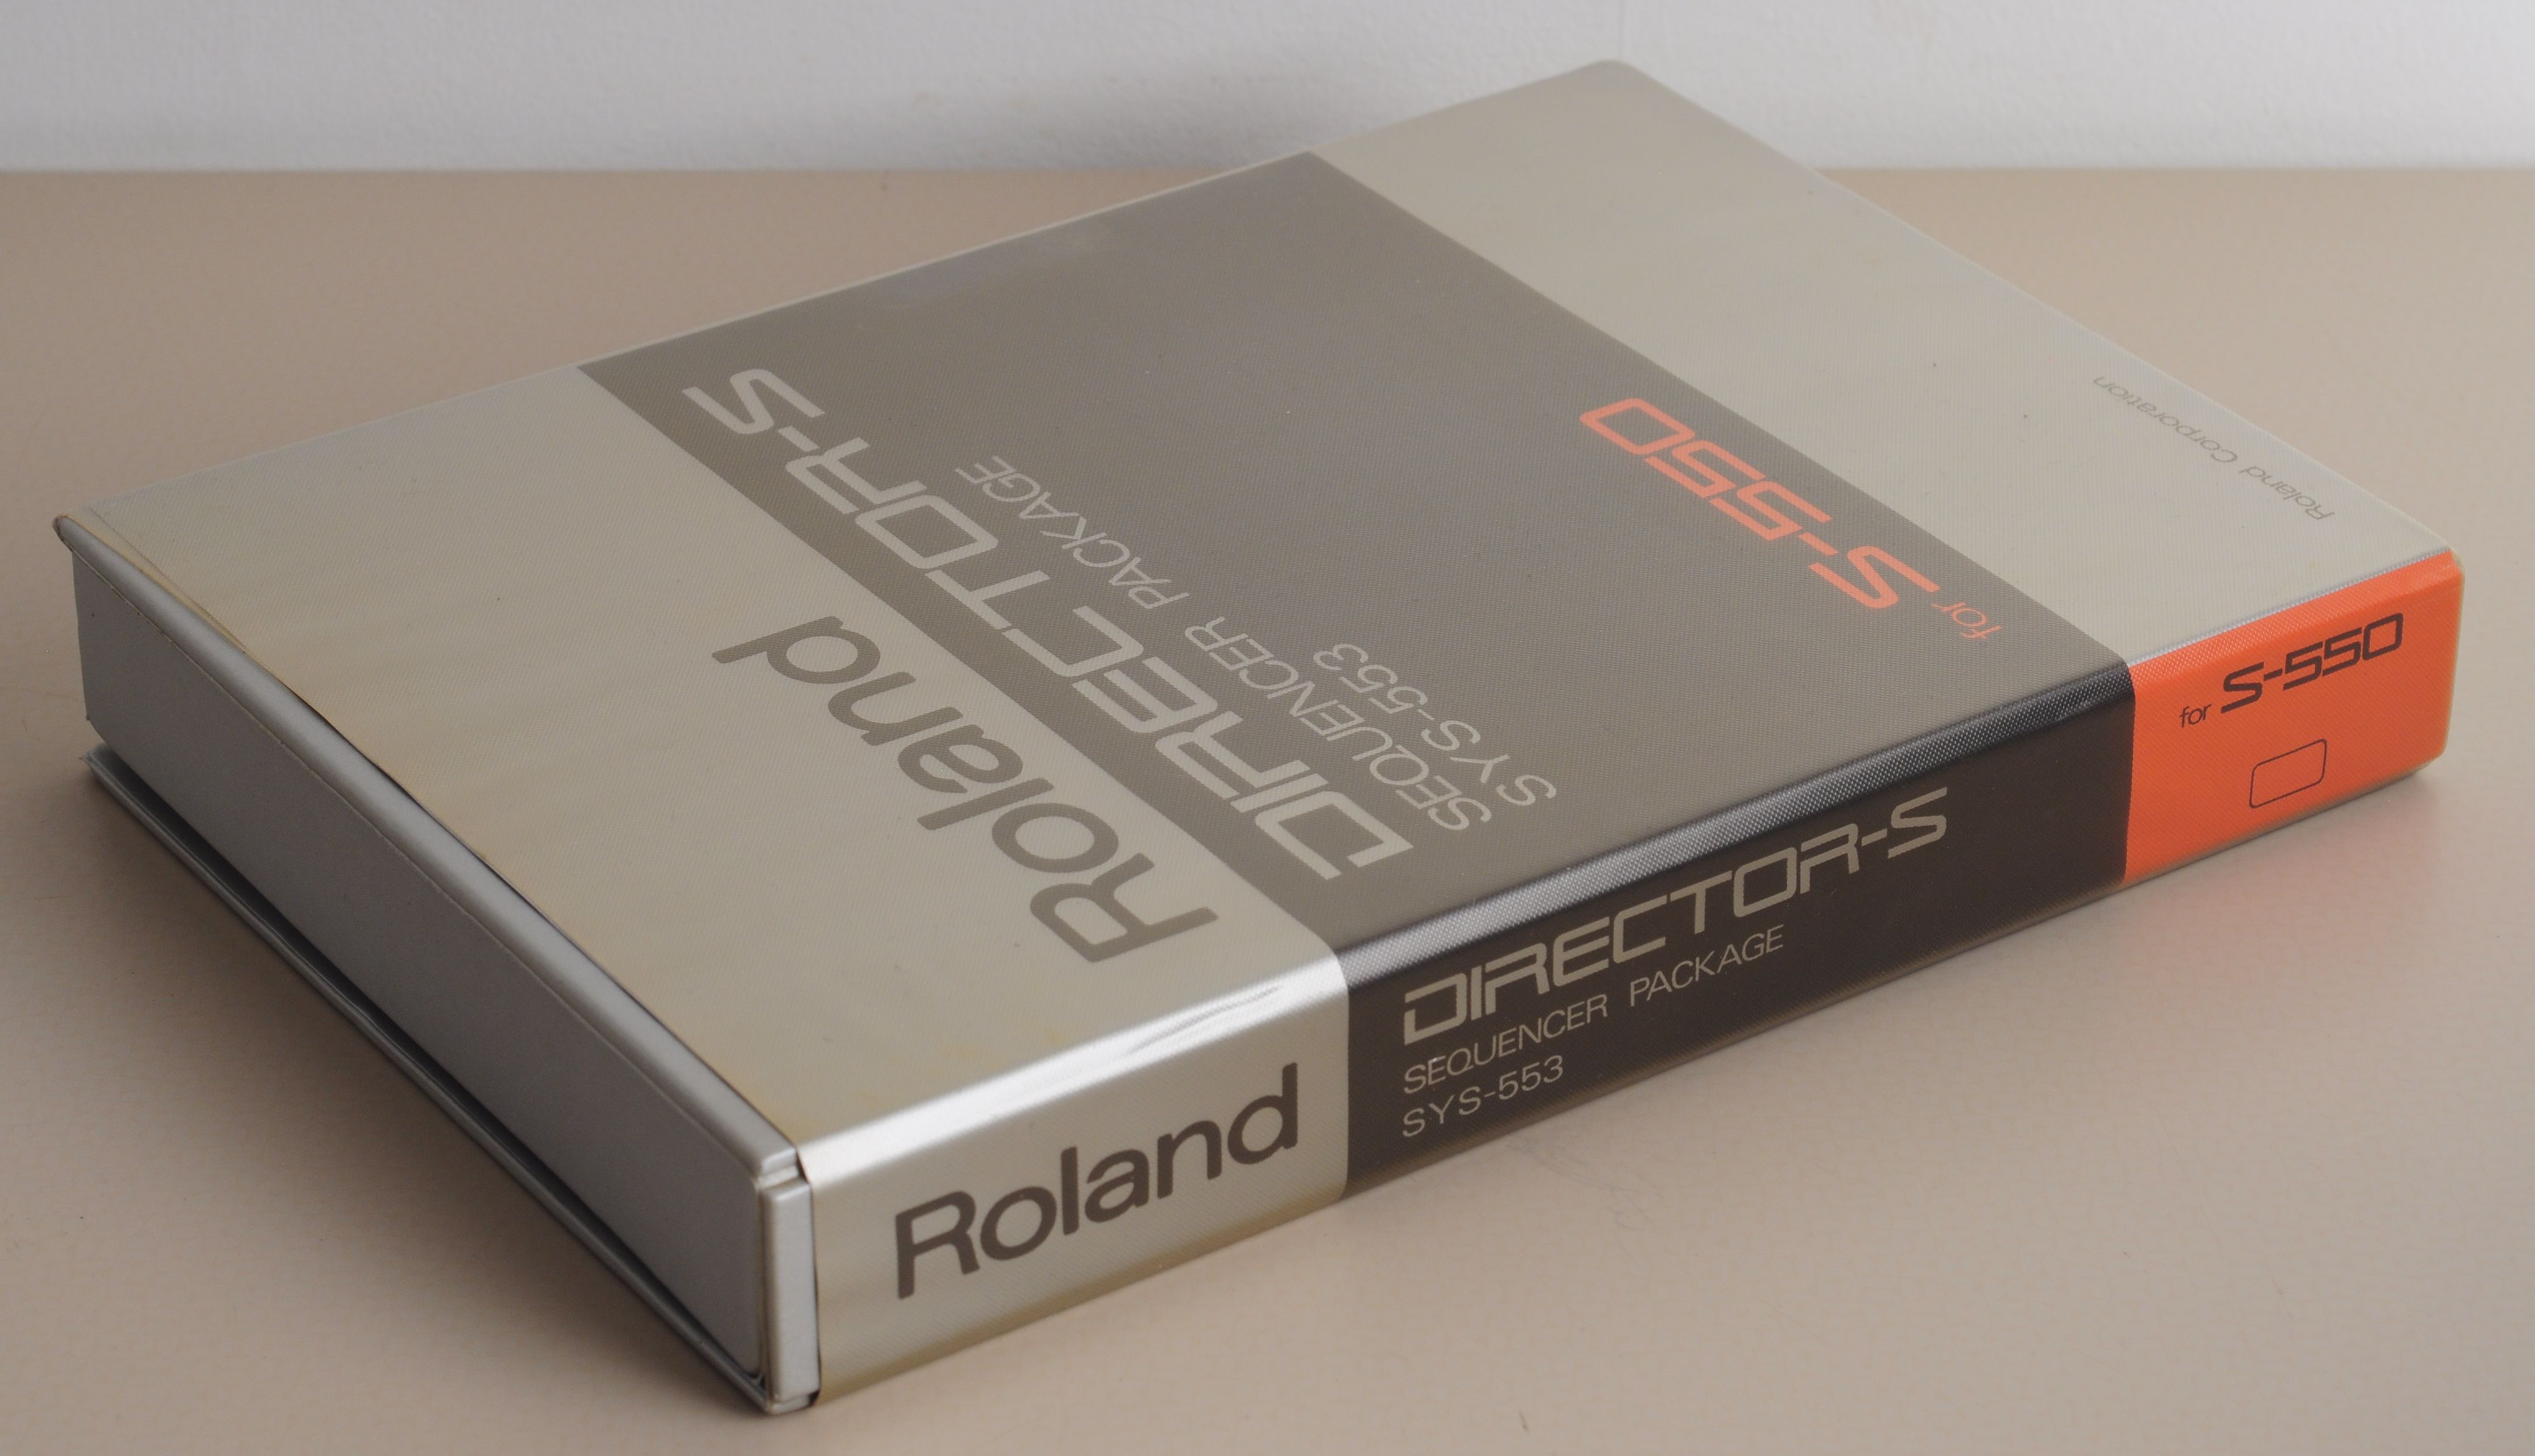 Roland
DIRECTOR-S
SEQUENCER PACKAGE
SYS-553
for S-550
Roland Corporation
Roland
DIRECTOR-S
SEQUENCER PACKAGE
SYS-553
for S-550